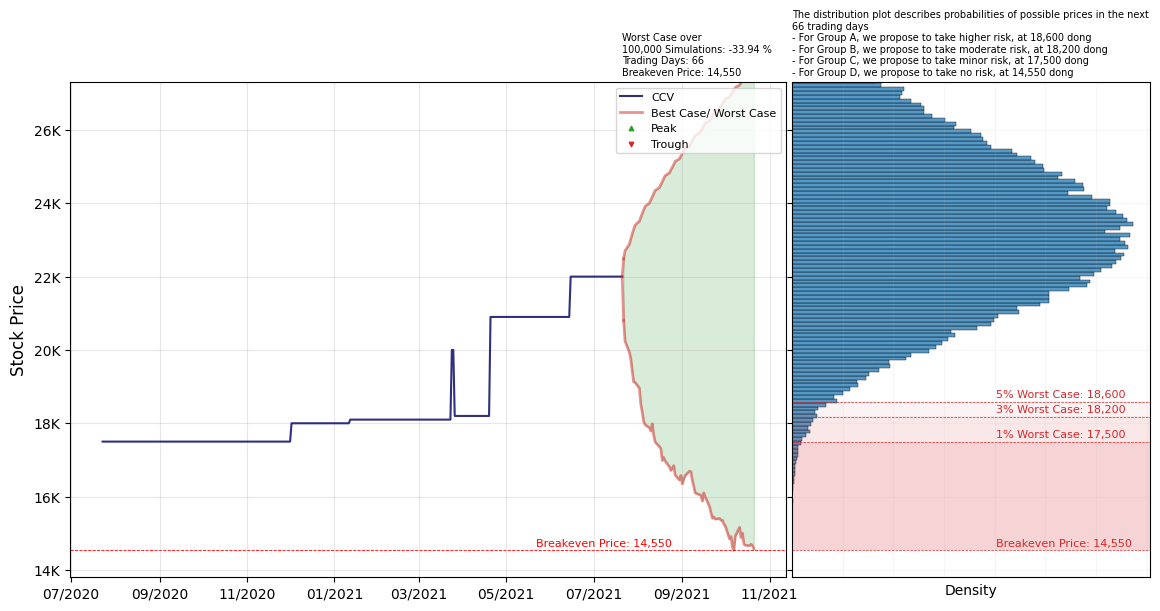 Worst Case over
100,000 Simulations: -33.94 %
Trading Days: 66
Breakeven Price: 14,550
The distribution plot describes probabilities of possible prices in the next
66 trading days
- For Group A, we propose to take higher risk, at 18,600 dong
- For Group B, we propose to take moderate risk, at 18,200 dong
- For Group C, we propose to take minor risk, at 17,500 dong
- For Group D, we propose to take no risk, at 14,550 dong
CCV
Best Case/ Worst Case
Peak
Trough
Stock Price
26K
24K
22K
20K
18K
16K
14K
Breakeven Price: 14,550
07/2020
09/2020
11/2020
01/2021
03/2021
05/2021
07/2021
09/2021
11/2021
5% Worst Case: 18,600
3% Worst Case: 18,200
1% Worst Case: 17,500
Breakeven Price: 14,550
Density